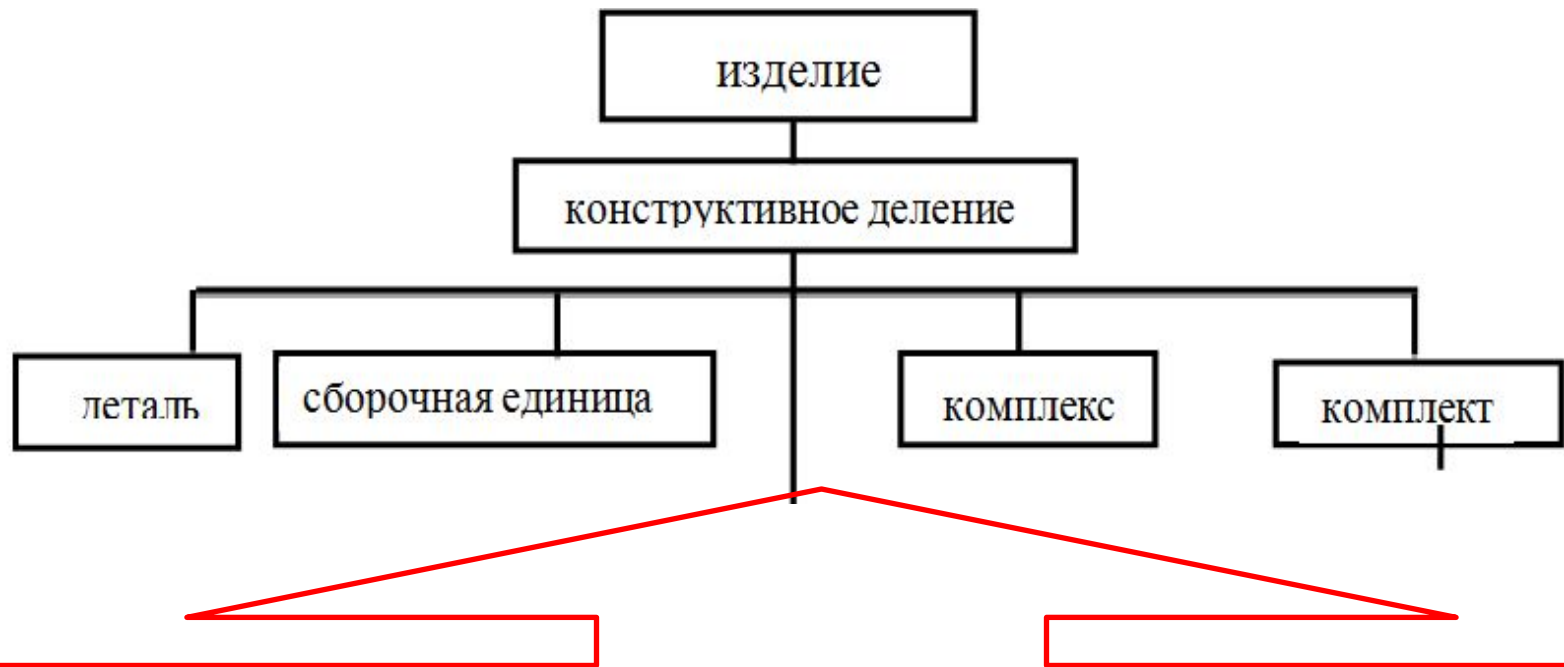 изделие
конструктивное деление
деталь
сборочная единица
комплекс
комплект